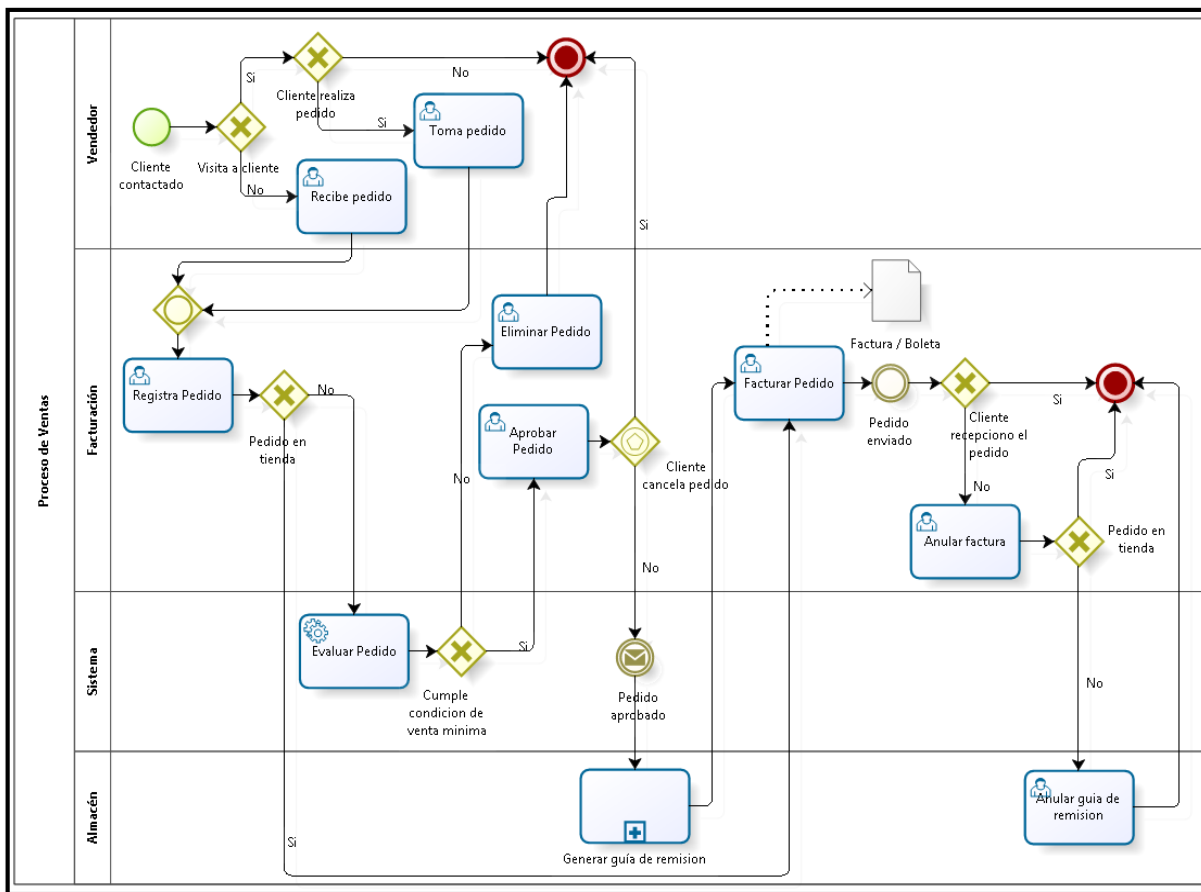 Proceso de Ventas
Vendedor
Cliente
contactado
Visita a cliente
Si
No
Cliente realiza
pedido
No
Si
Toma pedido
Recibe pedido
Si
Facturación
Registra Pedido
Pedido en
tienda
No
Si
Eliminar Pedido
No
Aprobar
Pedido
Si
Cliente
cancela pedido
No
Facturar Pedido
Factura / Boleta
Pedido
enviado
Cliente
recepciono el
pedido
Si
No
Anular factura
Pedido en
tienda
Si
No
Sistema
Evaluar Pedido
Cumple
condicion de
venta minima
Pedido
aprobado
Almacén
Generar guía de remision
Anular guia de
remision